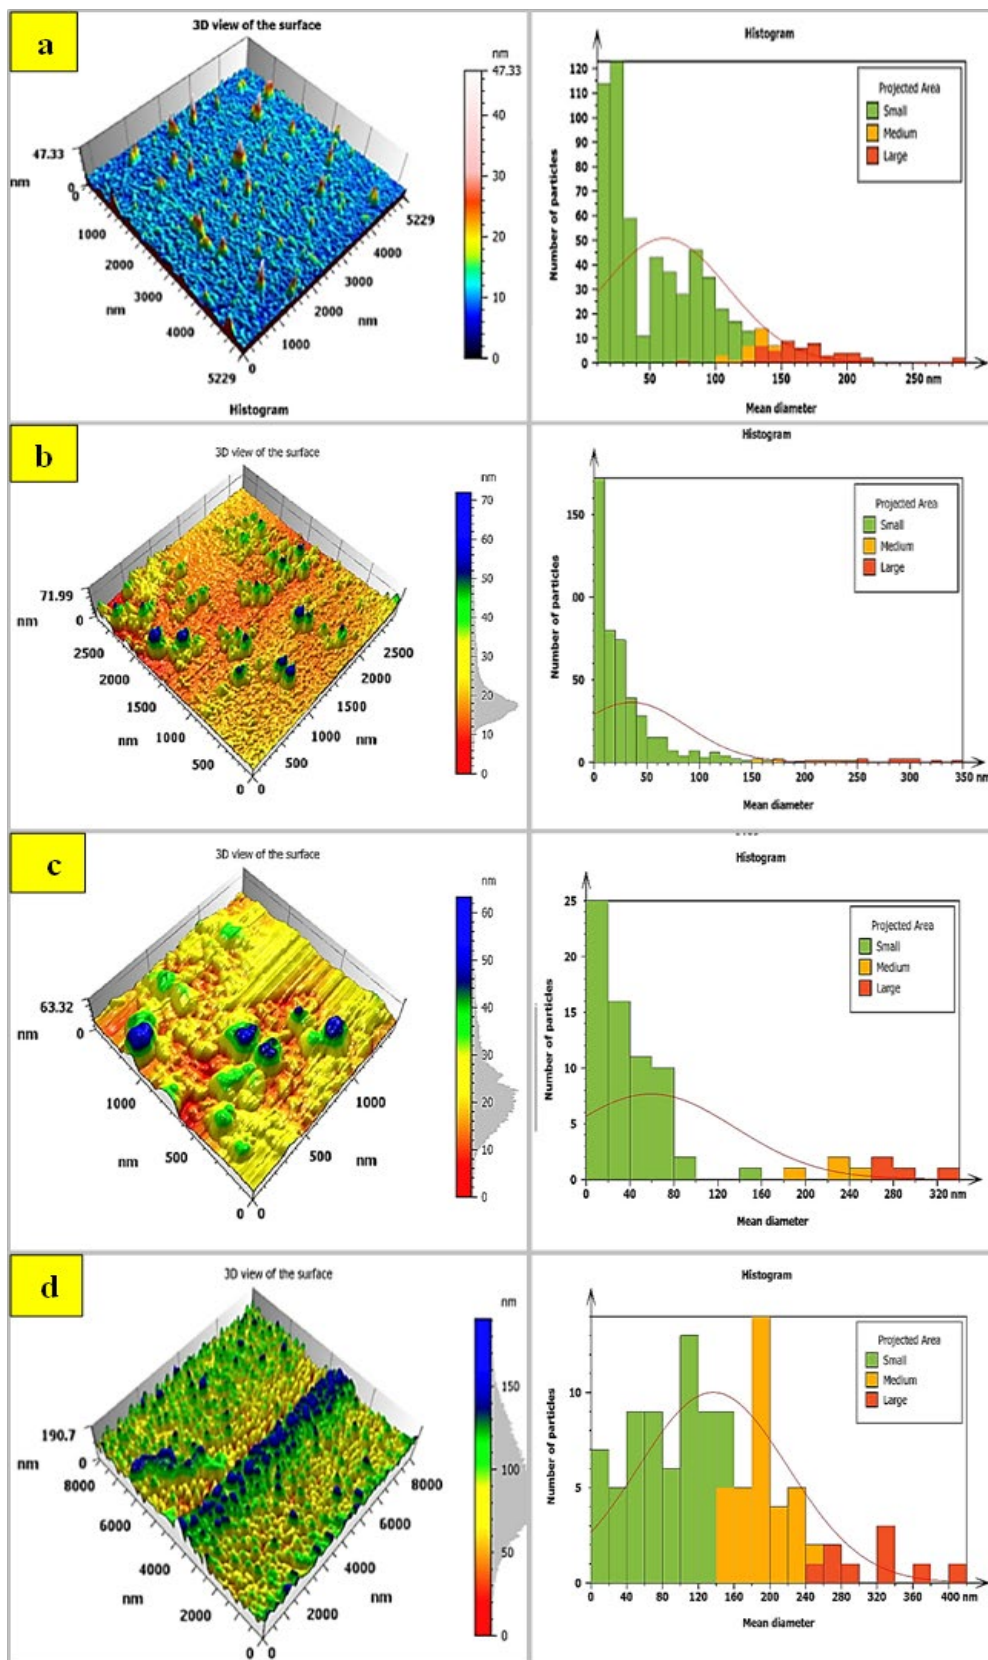 a
3D view of the surface
nm
47.33
40
30
20
10
0
47.33
nm
0
1000
2000
3000
nm
4000
5229
0
1000
2000
nm
3000
4000
5229
Histogram
Histogram
Projected Area
Small
Medium
Large
Number of particles
120
110
100
90
80
70
60
50
40
30
20
10
0
50
100
150
200
250 nm
Mean diameter
b
3D view of the surface
nm
70
60
50
40
30
20
10
0
71.99
nm
0
2500
2000
1500
nm
1000
500
0
0
500
1000
nm
1500
2000
2500
Histogram
Projected Area
Small
Medium
Large
Number of particles
150
00
50
0
0
50
100
150
200
250
300
350 nm
Mean diameter
c
3D view of the surface
nm
60
50
40
30
20
10
0
63.32
nm
0
1000
nm
500
0
0
500
nm
1000
Histogram
Projected Area
Small
Medium
Large
Number of particles
25
20
15
10
5
0
0
40
80
120
160
200
240
280
320 nm
Mean diameter
d
3D view of the surface
nm
150
100
50
0
190.7
nm
0
8000
6000
4000
nm
2000
0
0
2000
nm
4000
6000
8000
Histogram
Projected Area
Small
Medium
Large
Number of particles
10
5
0
0
40
80
120
160
200
240
280
320
360
400 nm
Mean diameter